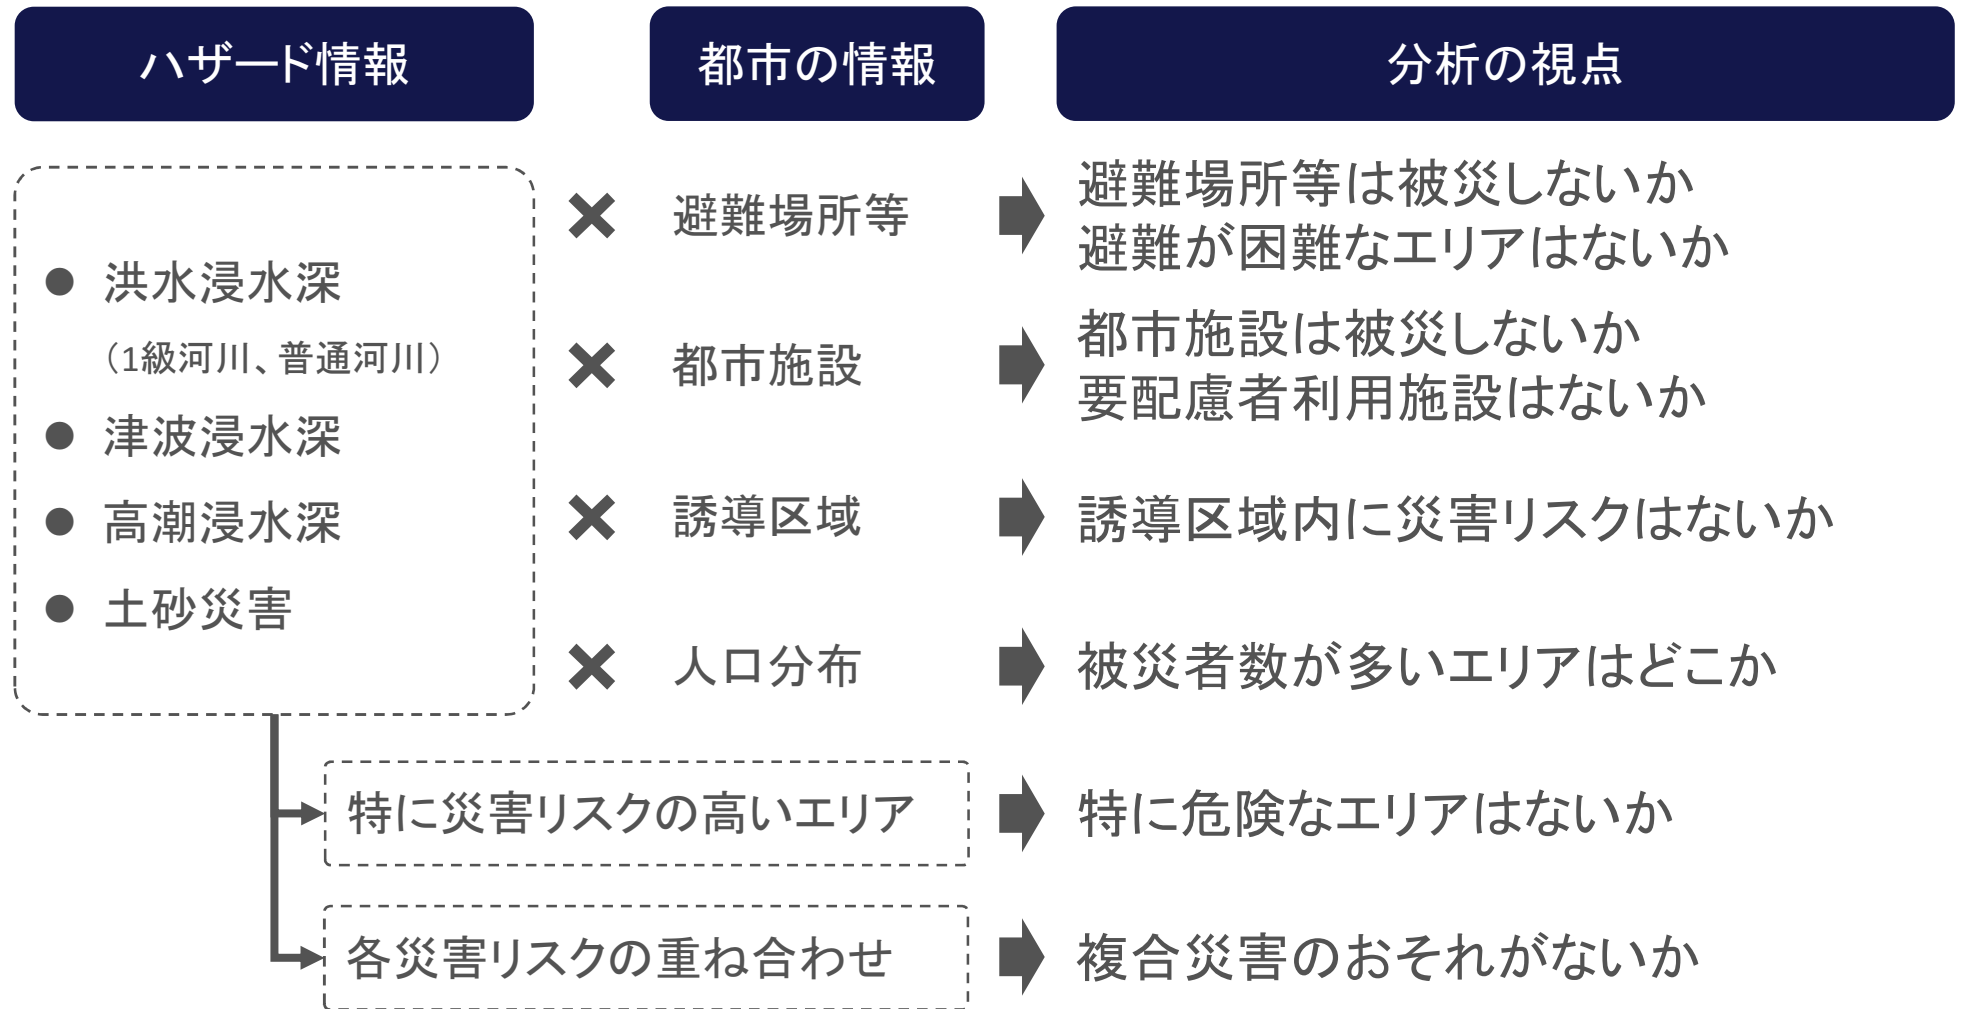 ハザード情報
都市の情報
分析の視点
● 洪水浸水深
（1級河川、普通河川）
● 津波浸水深
● 高潮浸水深
● 土砂災害
避難場所等
避難場所等は被災しないか
避難が困難なエリアはないか
都市施設
都市施設は被災しないか
要配慮者利用施設はないか
誘導区域
誘導区域内に災害リスクはないか
人口分布
被災者数が多いエリアはどこか
特に災害リスクの高いエリア
特に危険なエリアはないか
各災害リスクの重ね合わせ
複合災害のおそれがないか